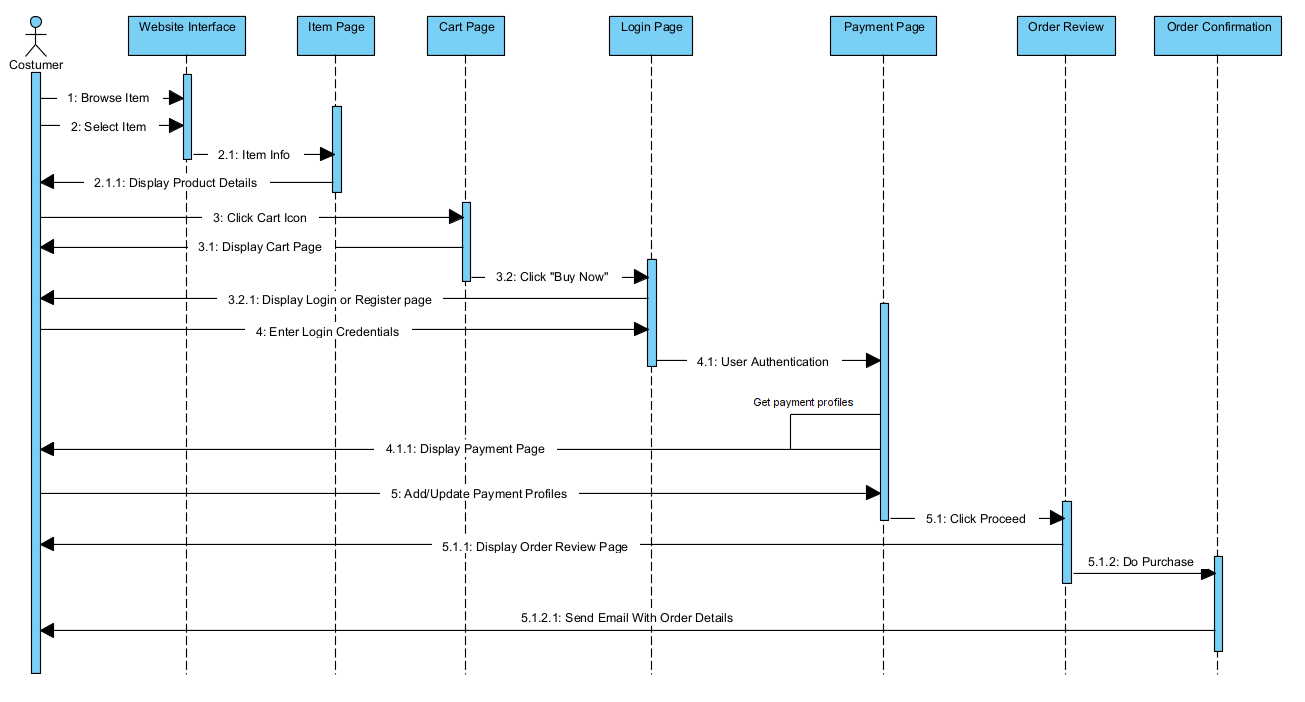 Website Interface
Item Page
Cart Page
Login Page
Payment Page
Order Review
Order Confirmation
Costumer
1: Browse Item
2: Select Item
2.1: Item Info
2.1.1: Display Product Details
3: Click Cart Icon
3.1: Display Cart Page
3.2: Click "Buy Now"
3.2.1: Display Login or Register page
4: Enter Login Credentials
4.1: User Authentication
Get payment profiles
4.1.1: Display Payment Page
5: Add/Update Payment Profiles
5.1: Click Proceed
5.1.1: Display Order Review Page
5.1.2: Do Purchase
5.1.2.1: Send Email With Order Details